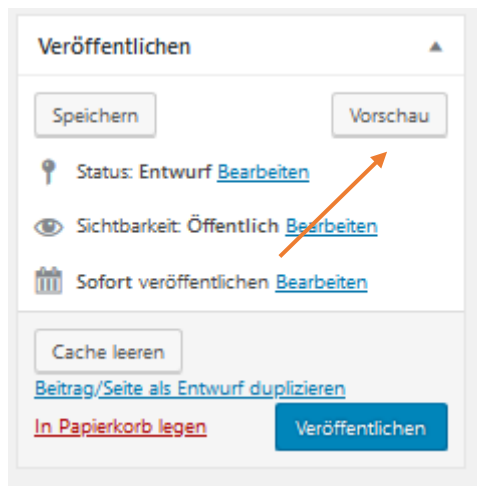 Veröffentlichen
Speichern Vorschau
Status: Entwurf Bearbeiten
Sichtbarkeit: Öffentlich Bearbeiten
Sofort veröffentlichen Bearbeiten
Cache leeren
Beitrag/Seite als Entwurf duplizieren
In Papierkorb legen Veröffentlichen